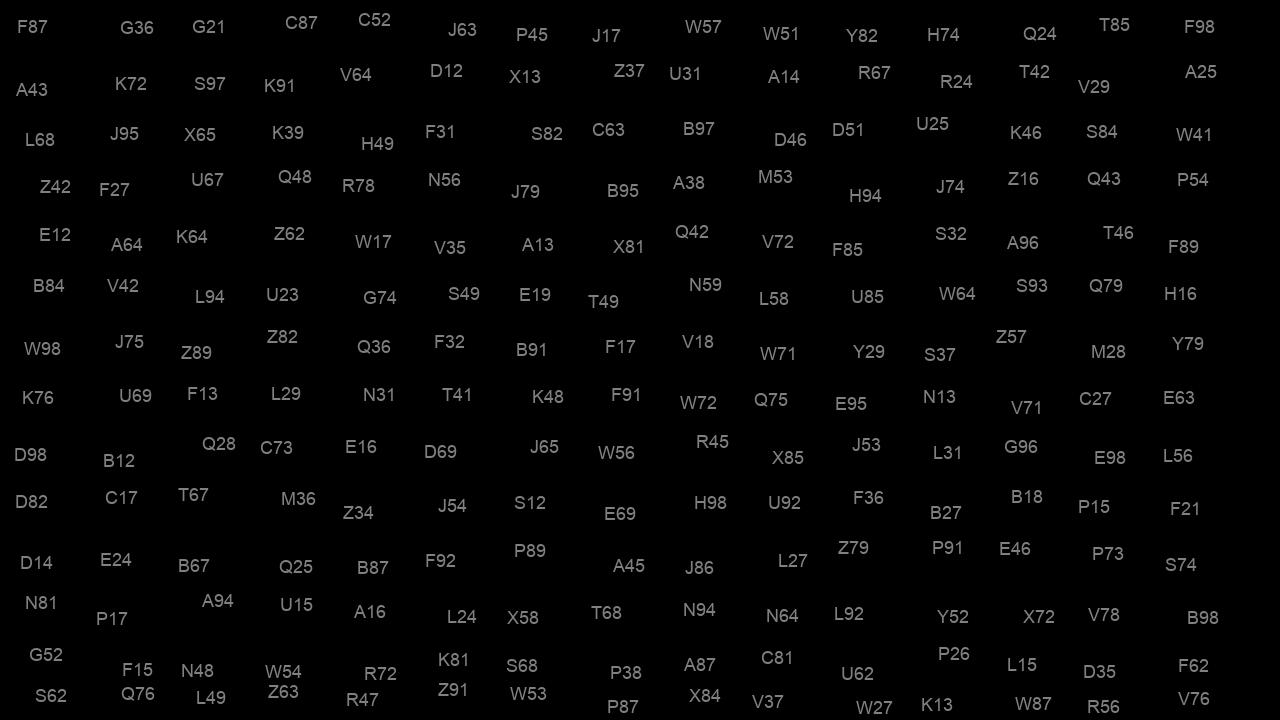 F87 G36 G21 C87 C52 J63 P45 J17 W57 W51 Y82 H74 Q24 T85 F98
A43 K72 S97 K91 V64 D12 X13 Z37 U31 A14 R67 R24 T42 V29 A25
L68 J95 X65 K39 H49 F31 S82 C63 B97 D46 D51 U25 K46 S84 W41
Z42 F27 U67 Q48 R78 N56 J79 B95 A38 M53 H94 J74 Z16 Q43 P54
E12 A64 K64 Z62 W17 V35 A13 X81 Q42 V72 F85 S32 A96 T46 F89
B84 V42 L94 U23 G74 S49 E19 T49 N59 L58 U85 W64 S93 Q79 H16
W98 J75 Z89 Z82 Q36 F32 B91 F17 V18 W71 Y29 S37 Z57 M28 Y79
K76 U69 F13 L29 N31 T41 K48 F91 W72 Q75 E95 N13 V71 C27 E63
D98 B12 Q28 C73 E16 D69 J65 W56 R45 X85 J53 L31 G96 E98 L56
D82 C17 T67 M36 Z34 J54 S12 E69 H98 U92 F36 B27 B18 P15 F21
D14 E24 B67 Q25 B87 F92 P89 A45 J86 L27 Z79 P91 E46 P73 S74
N81 P17 A94 U15 A16 L24 X58 T68 N94 N64 L92 Y52 X72 V78 B98
G52 F15 N48 W54 R72 K81 S68 P38 A87 C81 U62 P26 L15 D35 F62
S62 Q76 L49 Z63 R47 Z91 W53 P87 X84 V37 W27 K13 W87 R56 V76